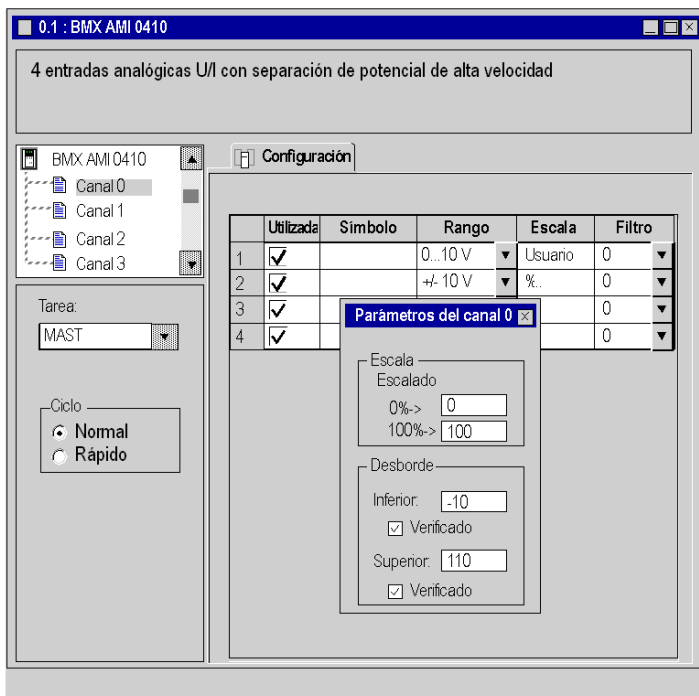 0.1 : BMX AMI 0410
4 entradas analógicas U/I con separación de potencial de alta velocidad
BMX AMI 0410
Canal 0
Canal 1
Canal 2
Canal 3
Configuración
Utilizada Símbolo Rango Escala Filtro
1 0...10 V Usuario 0
2 +/- 10 V %.. 0
3 0
4 0
Tarea:
MAST
Ciclo
Normal
Rápido
Parámetros del canal 0
Escala
Escalado
0%-> 0
100%-> 100
Desborde
Inferior: -10
Verificado
Superior: 110
Verificado